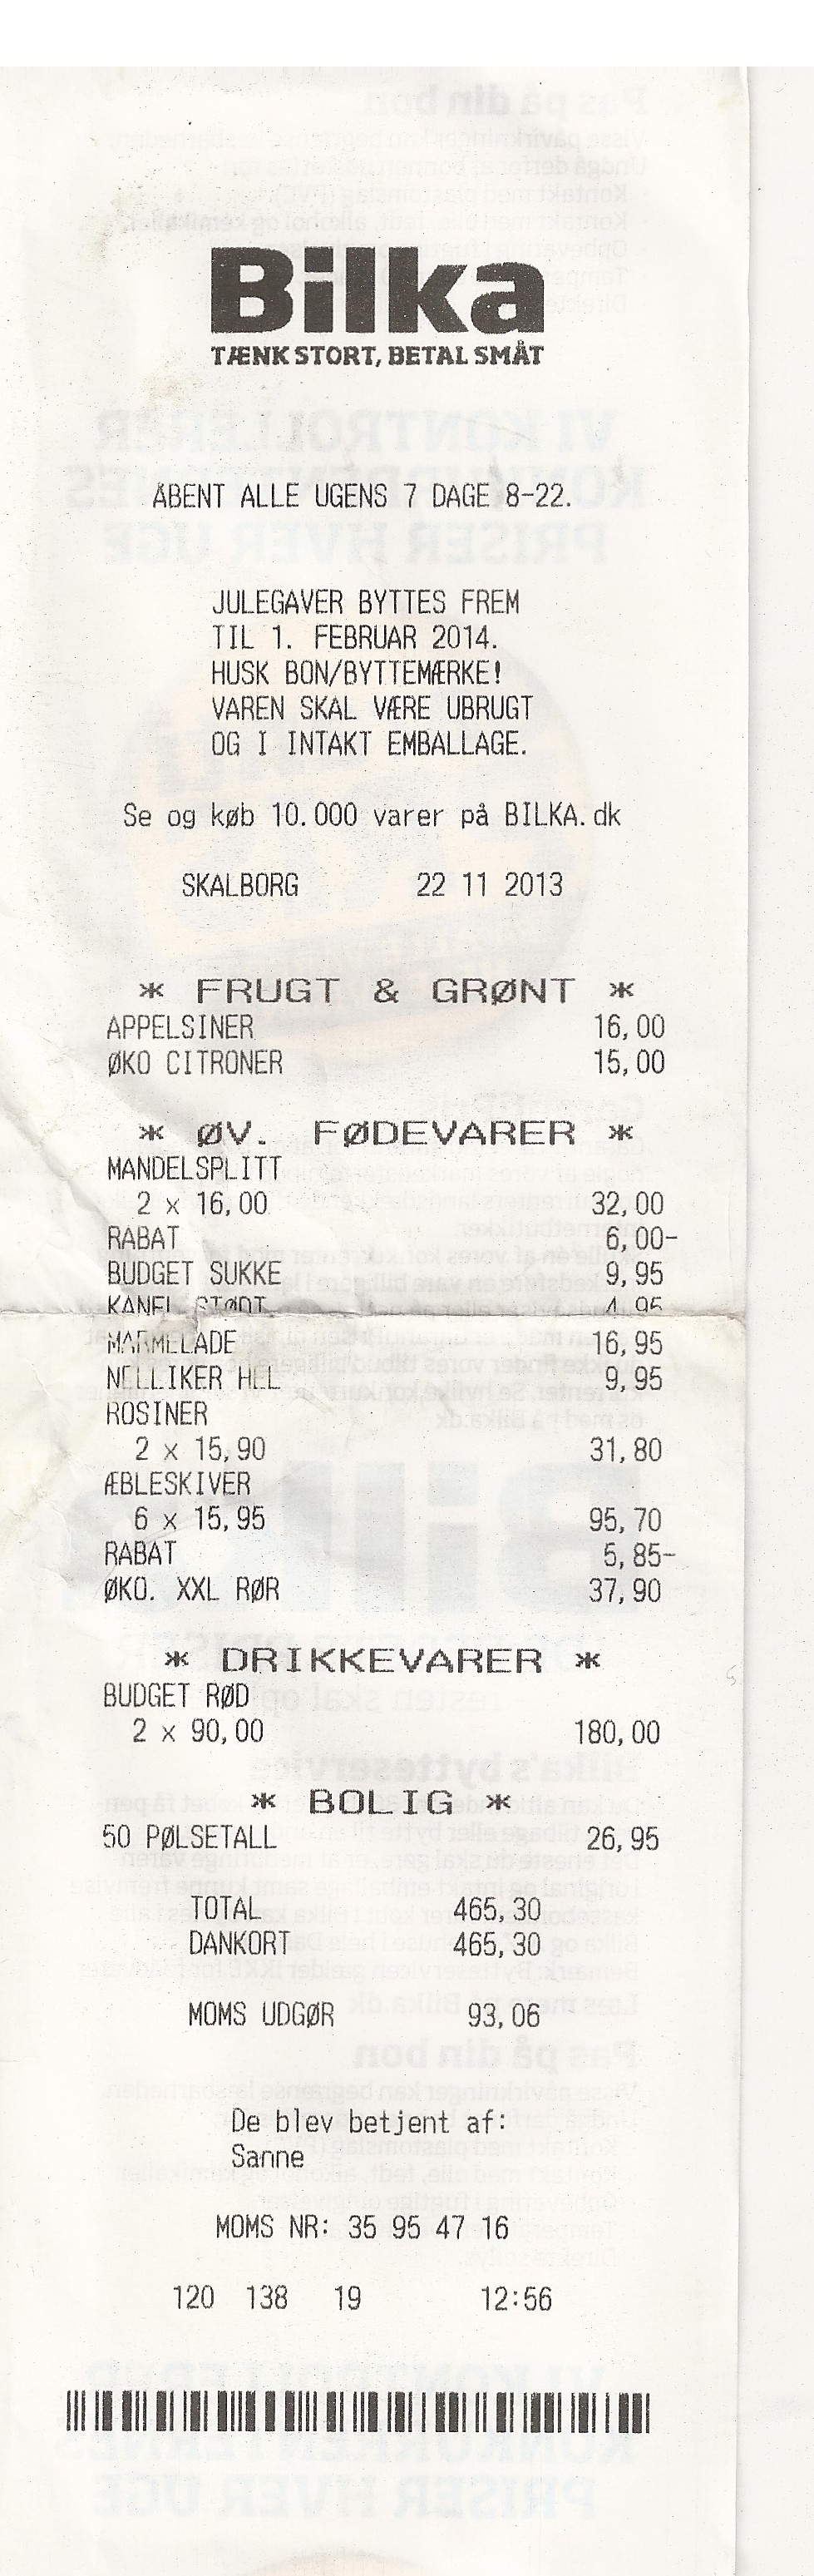 Bilka
TÆNK STORT, BETAL SMÅT
ÅBENT ALLE UGENS 7 DAGE 8-22.
JULEGAVER BYTTES FREM
TIL 1. FEBRUAR 2014.
HUSK BON/BYTTEMÆRKE!
VAREN SKAL VÆRE UBRUGT
OG I INTAKT EMBALLAGE.
Se og køb 10.000 varer på BILKA.dk
SKALBORG 22 11 2013
* FRUGT & GRØNT *
APPELSINER 16,00
ØKO CITRONER 15,00
* ØV. FØDEVARER *
MANDELSPLITT
2 x 16,00 32,00
RABAT 6,00-
BUDGET SUKKE 9,95
KANEL STØDT 4,95
MARMELADE 16,95
NELLIKER HEL 9,95
ROSINER
2 x 15,90 31,80
ÆBLESKIVER
6 x 15,95 95,70
RABAT 5,85-
ØKO. XXL RØR 37,90
* DRIKKEVARER *
BUDGET RØD
2 x 90,00 180,00
* BOLIG *
50 PØLSETALL 26,95
TOTAL 465,30
DANKORT 465,30
MOMS UDGØR 93,06
De blev betjent af:
Sanne
MOMS NR: 35 95 47 16
120 138 19 12:56